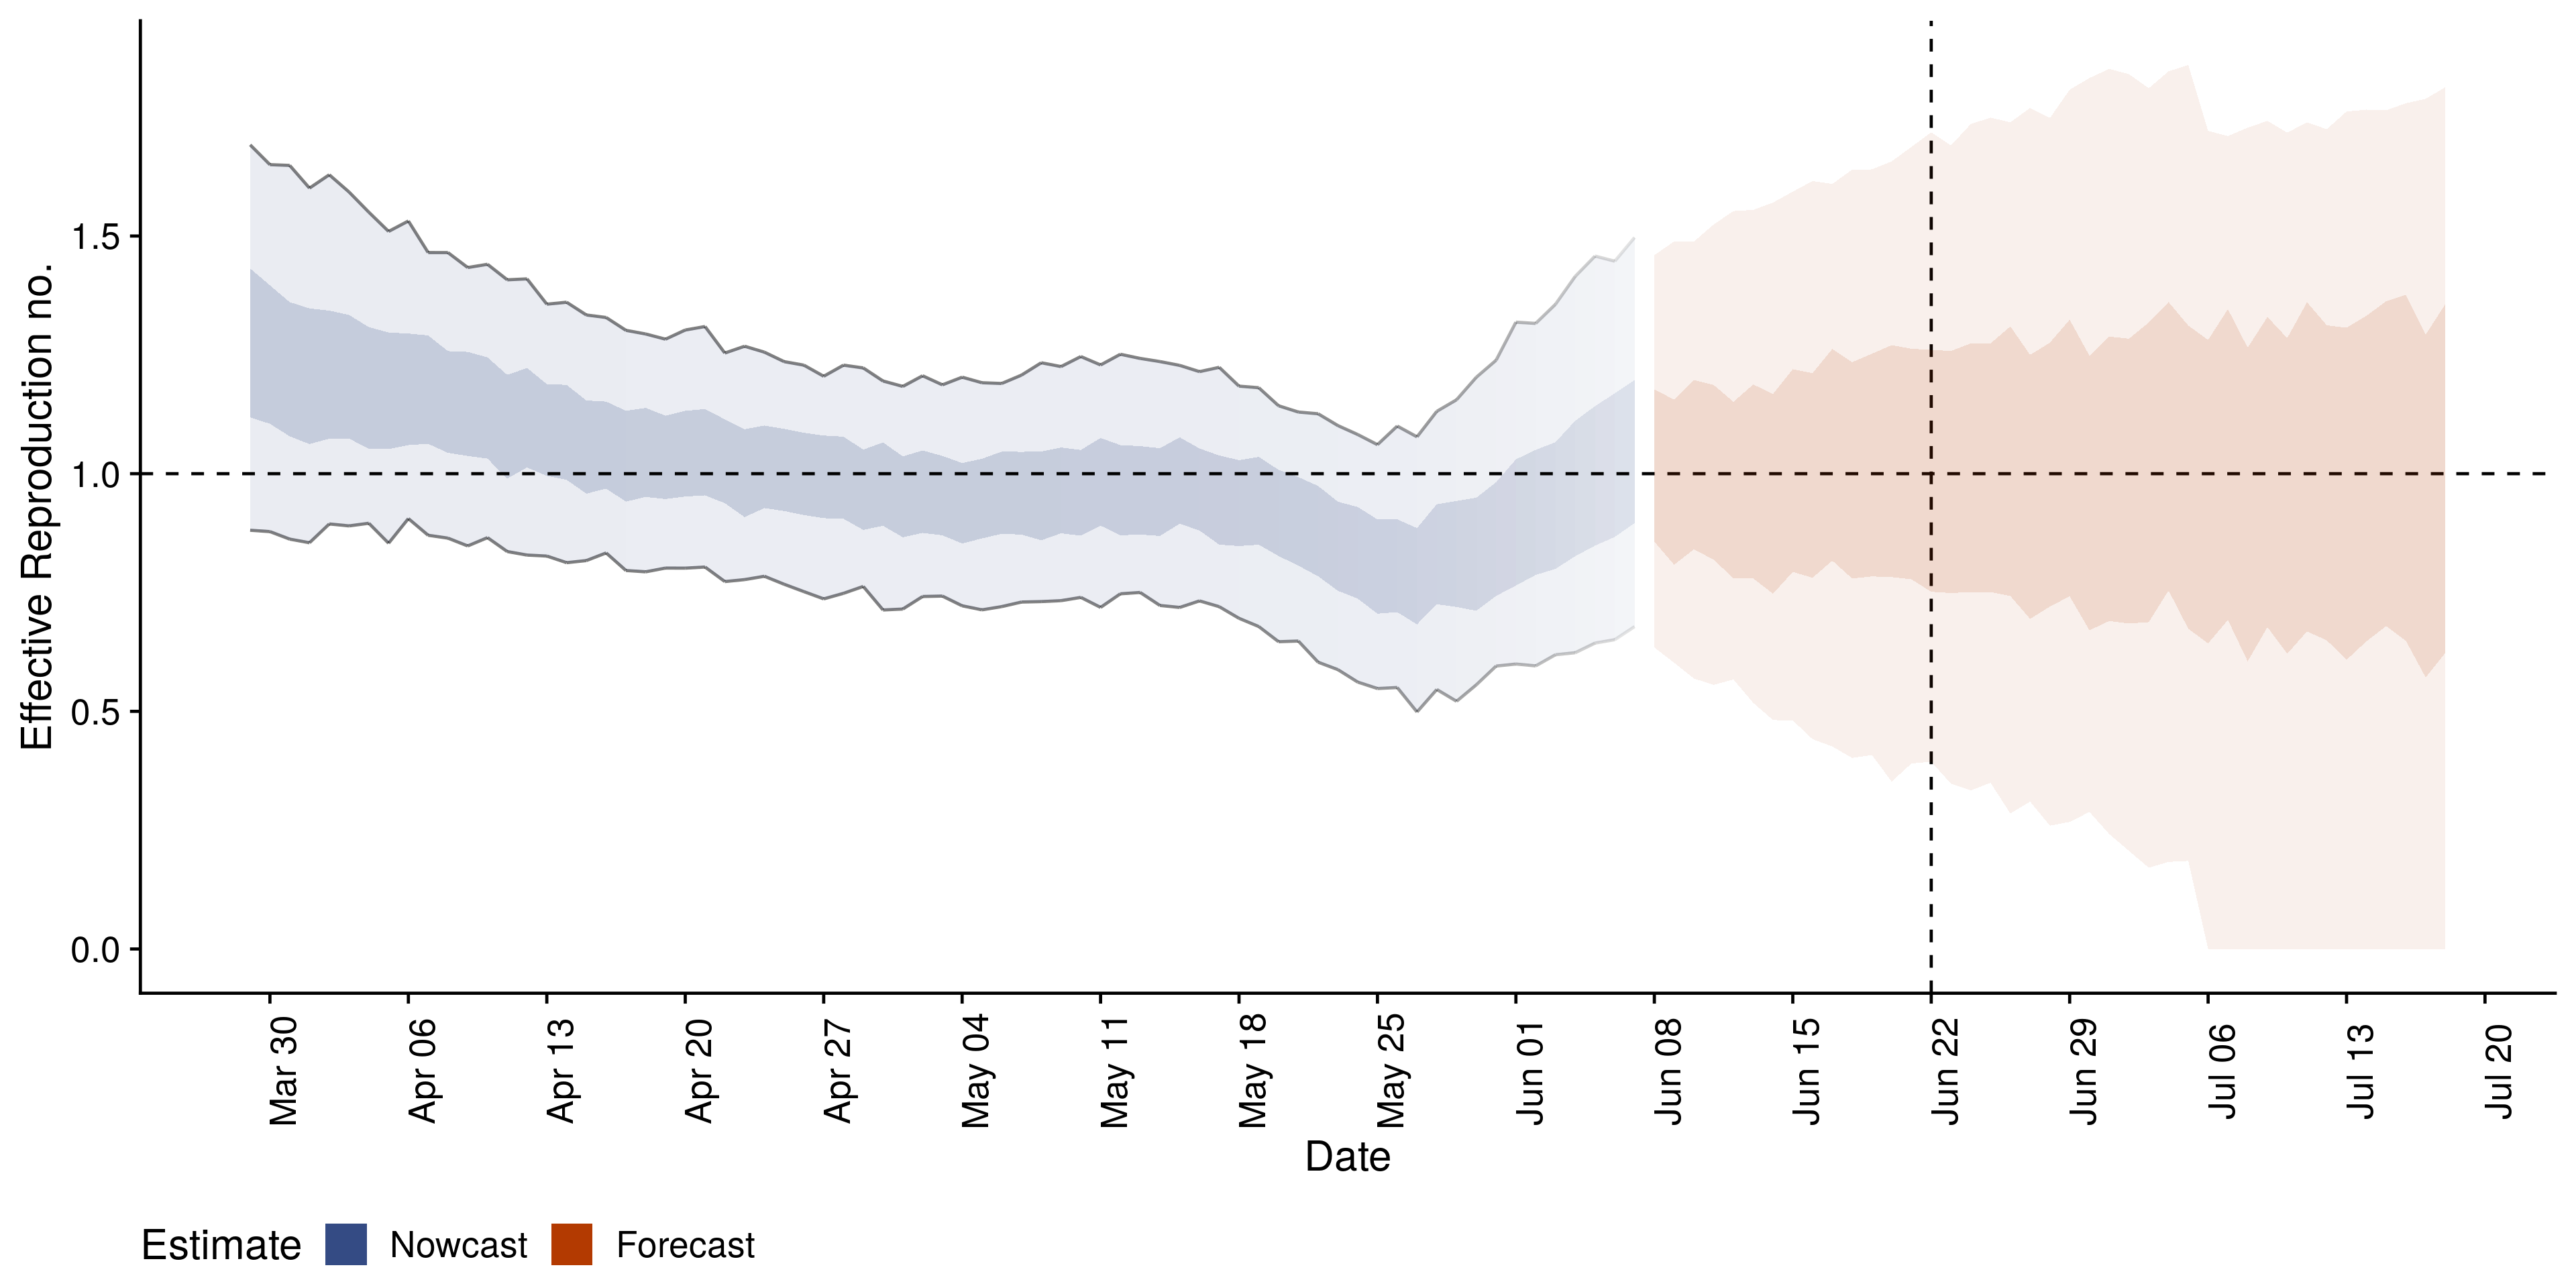 Effective Reproduction no.
1.5
1.0
0.5
0.0
Mar 30
Apr 06
Apr 13
Apr 20
Apr 27
May 04
May 11
May 18
May 25
Jun 01
Jun 08
Jun 15
Jun 22
Jun 29
Jul 06
Jul 13
Jul 20
Date
Estimate Nowcast Forecast